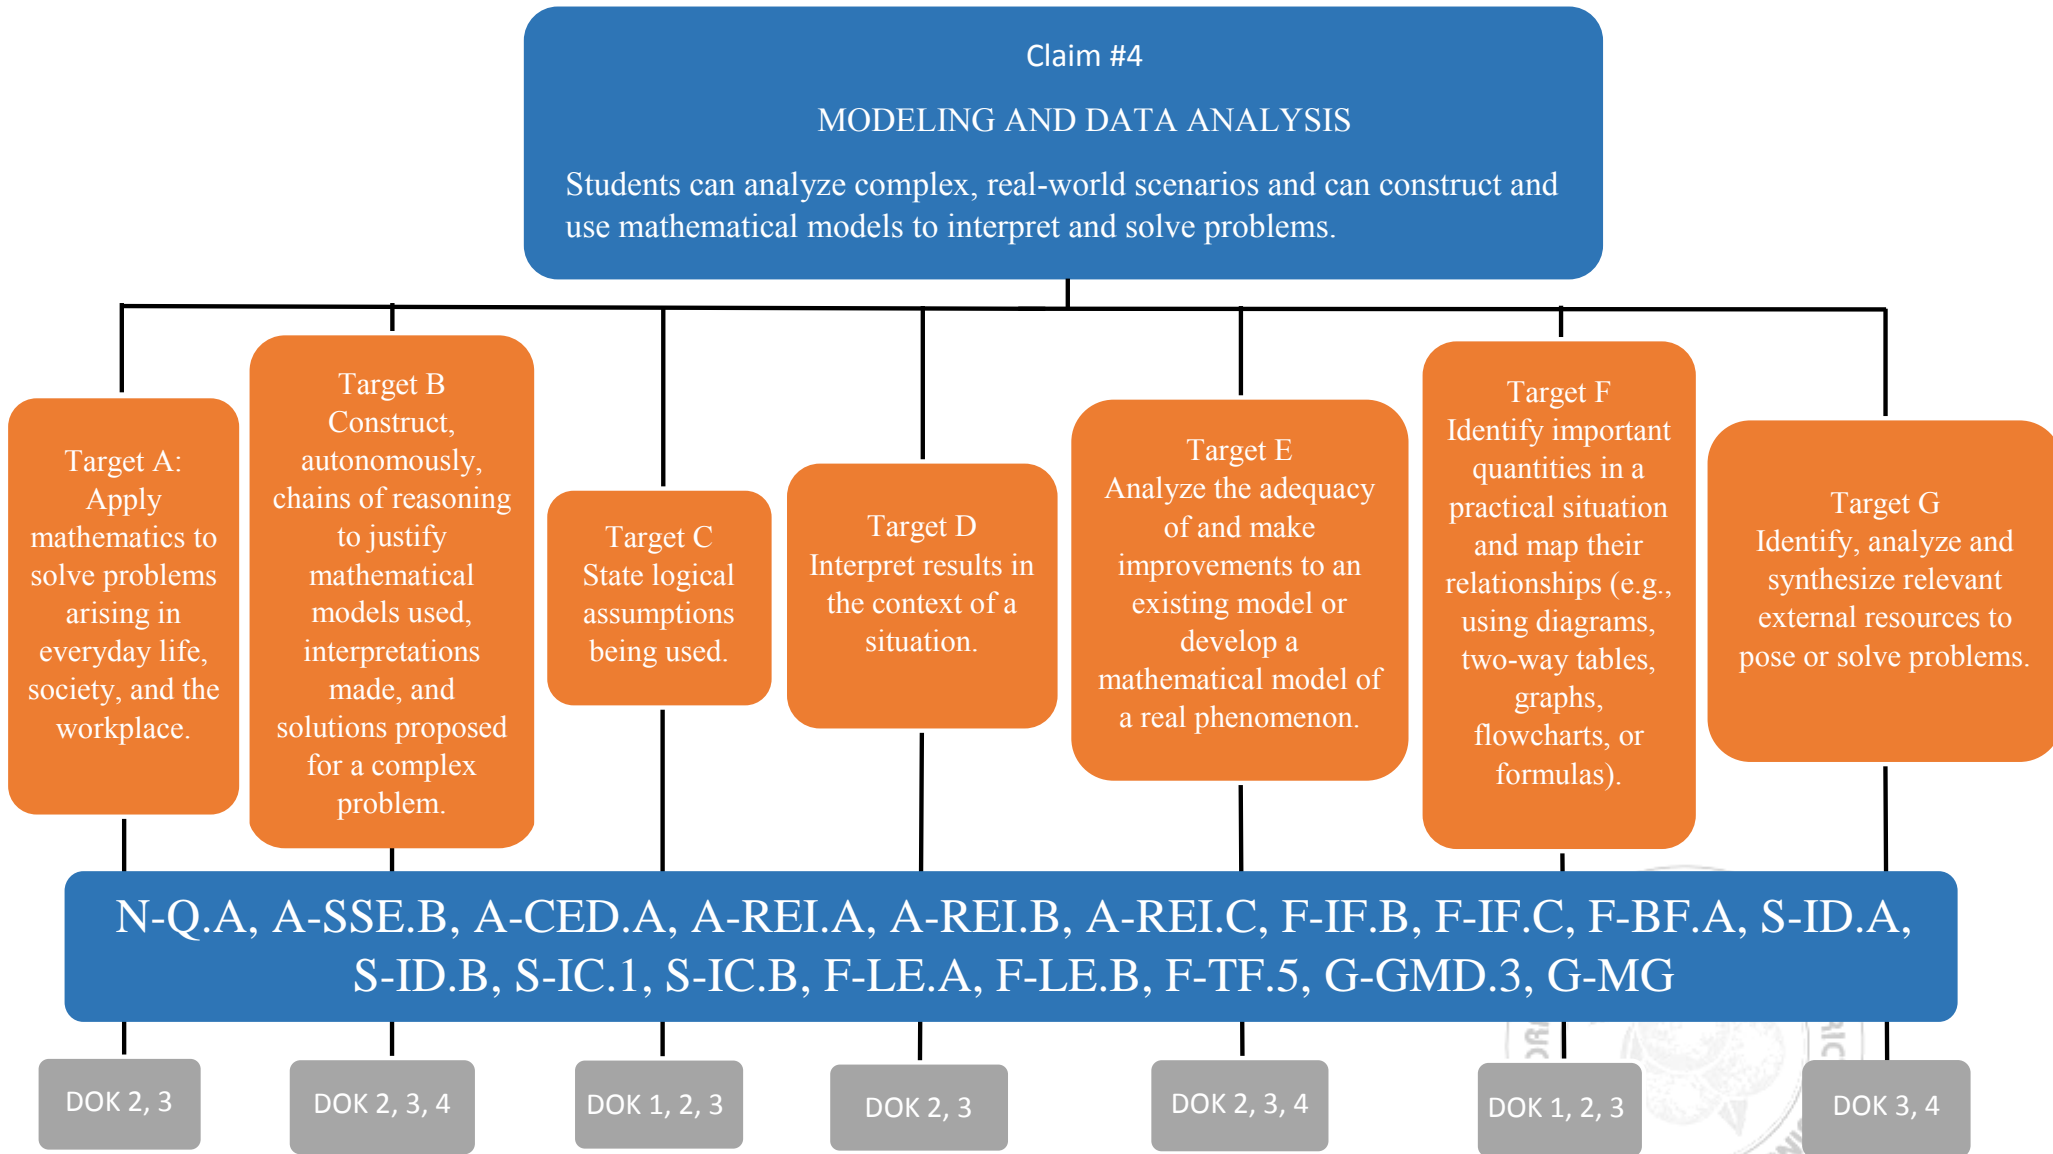 Claim #4
MODELING AND DATA ANALYSIS
Students can analyze complex, real-world scenarios and can construct and
use mathematical models to interpret and solve problems.
Target A:
Apply
mathematics to
solve problems
arising in
everyday life,
society, and the
workplace.
Target B
Construct,
autonomously,
chains of reasoning
to justify
mathematical
models used,
interpretations
made, and
solutions proposed
for a complex
problem.
Target C
State logical
assumptions
being used.
Target D
Interpret results in
the context of a
situation.
Target E
Analyze the adequacy
of and make
improvements to an
existing model or
develop a
mathematical model of
a real phenomenon.
Target F
Identify important
quantities in a
practical situation
and map their
relationships (e.g.,
using diagrams,
two-way tables,
graphs,
flowcharts, or
formulas).
Target G
Identify, analyze and
synthesize relevant
external resources to
pose or solve problems.
N-Q.A, A-SSE.B, A-CED.A, A-REI.A, A-REI.B, A-REI.C, F-IF.B, F-IF.C, F-BF.A, S-ID.A,
S-ID.B, S-IC.1, S-IC.B, F-LE.A, F-LE.B, F-TF.5, G-GMD.3, G-MG
DOK 2, 3
DOK 2, 3, 4
DOK 1, 2, 3
DOK 2, 3
DOK 2, 3, 4
DOK 1, 2, 3
DOK 3, 4